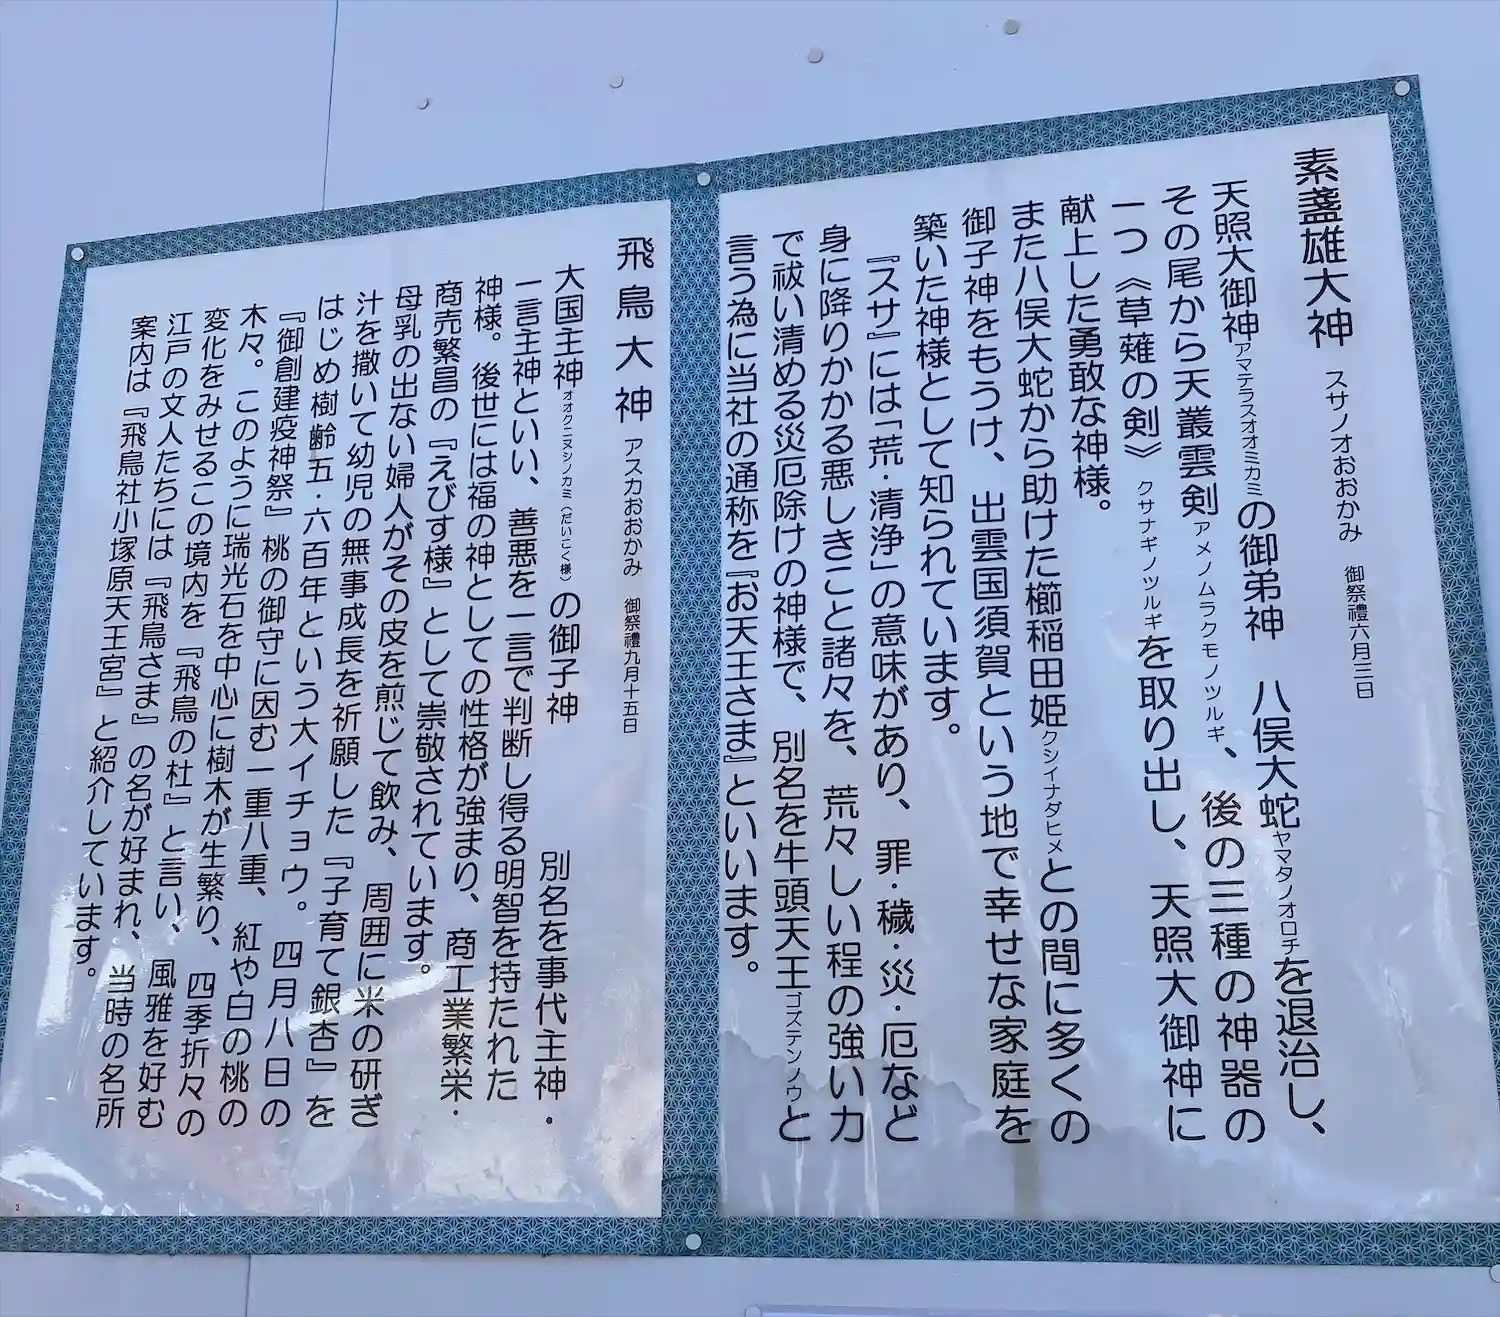 素盞雄大神 スサノオおおかみ 御祭禮六月三日
天照大御神アマテラスオオミカミの御弟神 八俣大蛇ヤマタノオロチを退治し、
その尾から天叢雲剣アメノムラクモノツルギ、後の三種の神器の
一つ《草薙の剣》クサナギノツルギを取り出し、天照大御神に
献上した勇敢な神様。
また八俣大蛇から助けた櫛稲田姫クシイナダヒメとの間に多くの
御子神をもうけ、出雲国須賀という地で幸せな家庭を
築いた神様として知られています。
『スサ』には「荒・清浄」の意味があり、罪・穢・災・厄など
身に降りかかる悪しきこと諸々を、荒々しい程の強い力
で祓い清める災厄除けの神様で、別名を牛頭天王ゴズテンノウと
言う為に当社の通称を『お天王さま』といいます。
飛鳥大神 アスカおおかみ 御祭禮九月十五日
大国主神オオクニヌシノカミ(だいこく様)の御子神 別名を事代主神・
一言主神といい、善悪を一言で判断し得る明智を持たれた
神様。後世には福の神としての性格が強まり、商工業繁栄・
商売繁昌の『えびす様』として崇敬されています。
母乳の出ない婦人がその皮を煎じて飲み、周囲に米の研ぎ
汁を撒いて幼児の無事成長を祈願した『子育て銀杏』を
はじめ樹齢五・六百年という大イチョウ。四月八日の
『御創建疫神祭』桃の御守に因む一重八重、紅や白の桃の
木々。このように瑞光石を中心に樹木が生繁り、四季折々の
変化をみせるこの境内を『飛鳥の杜』と言い、風雅を好む
江戸の文人たちには『飛鳥さま』の名が好まれ、当時の名所
案内は『飛鳥社小塚原天王宮』と紹介しています。
2